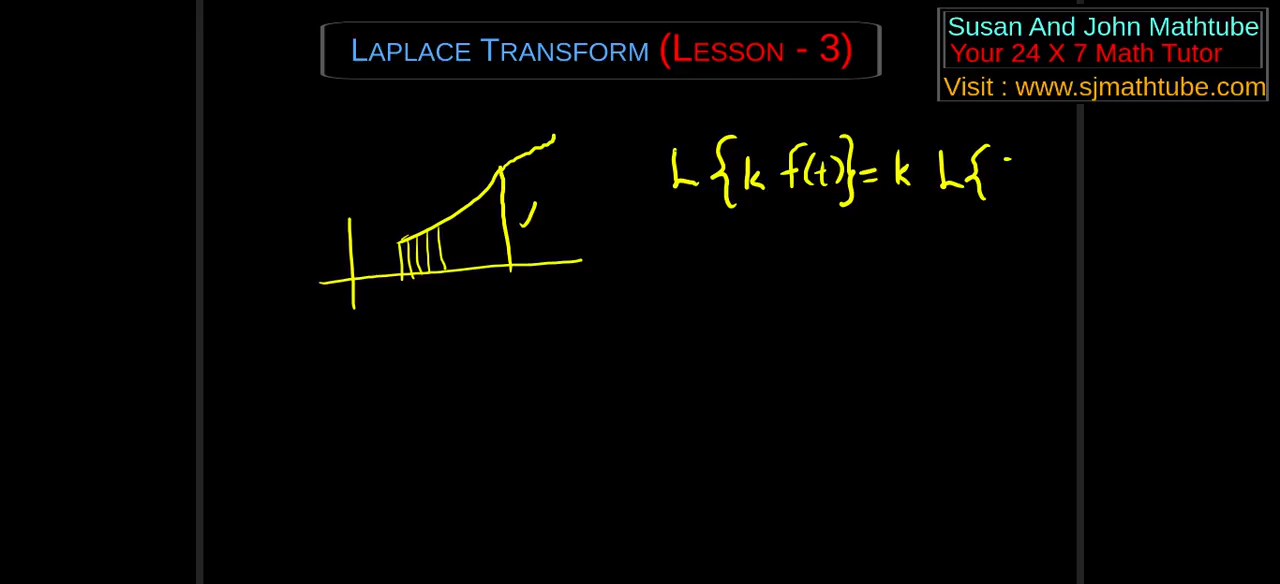 Laplace Transform (Lesson - 3)
Susan And John Mathtube
Your 24 X 7 Math Tutor
Visit : www.sjmathtube.com
L{k f(t)}= k L{